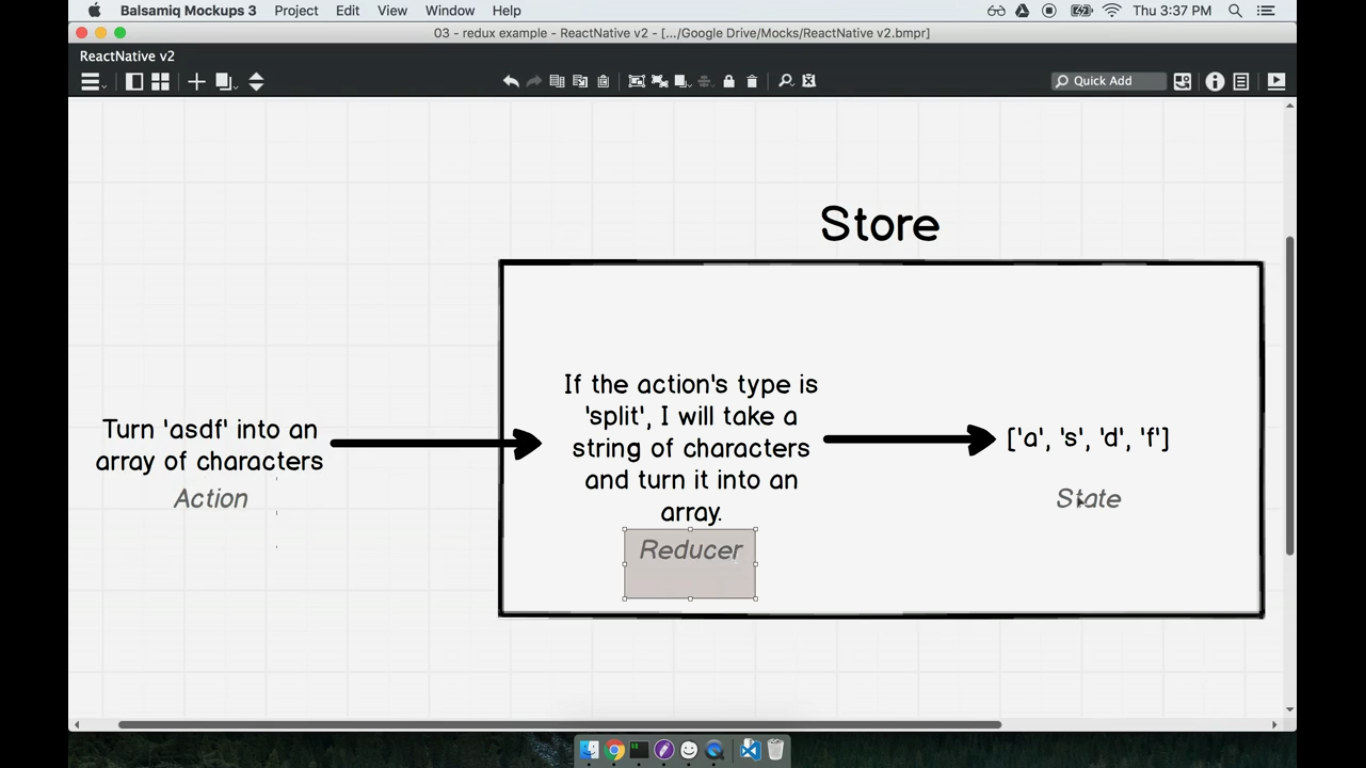 Balsamiq Mockups 3 Project Edit View Window Help Thu 3:37 PM
03 - redux example - ReactNative v2 - [.../Google Drive/Mocks/ReactNative v2.bmpr]
ReactNative v2
Quick Add
Store
Turn 'asdf' into an
array of characters
Action
If the action's type is
'split', I will take a
string of characters
and turn it into an
array.
Reducer
['a', 's', 'd', 'f']
State